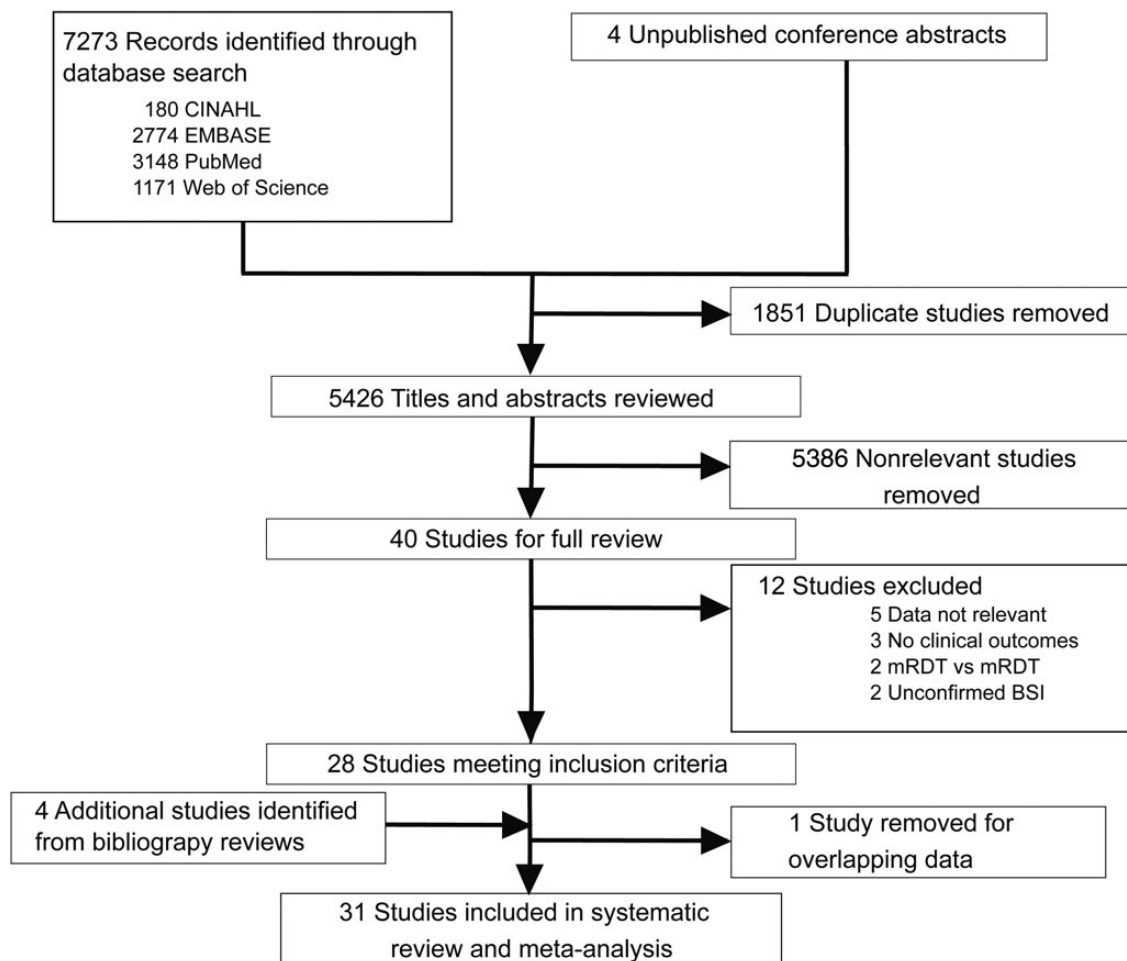 7273 Records identified through
database search
180 CINAHL
2774 EMBASE
3148 PubMed
1171 Web of Science
4 Unpublished conference abstracts
1851 Duplicate studies removed
5426 Titles and abstracts reviewed
5386 Nonrelevant studies
removed
40 Studies for full review
12 Studies excluded
5 Data not relevant
3 No clinical outcomes
2 mRDT vs mRDT
2 Unconfirmed BSI
28 Studies meeting inclusion criteria
4 Additional studies identified
from bibliograpy reviews
1 Study removed for
overlapping data
31 Studies included in systematic
review and meta-analysis